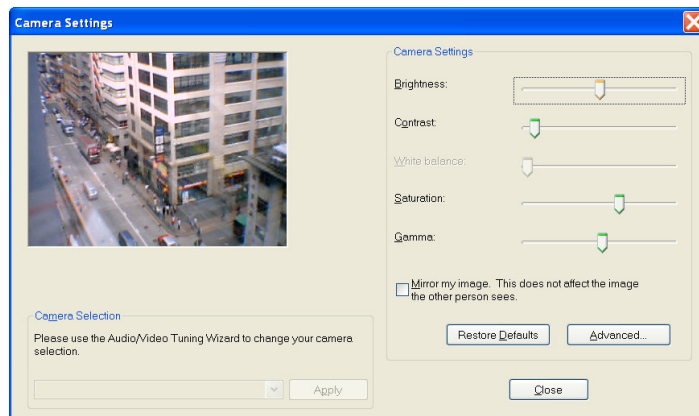 Camera Settings
Camera Settings
Brightness:
Contrast:
White balance:
Saturation:
Gamma:
Mirror my image. This does not affect the image
the other person sees.
Restore Defaults
Advanced...
Camera Selection
Please use the Audio/Video Tuning Wizard to change your camera
selection.
Apply
Close